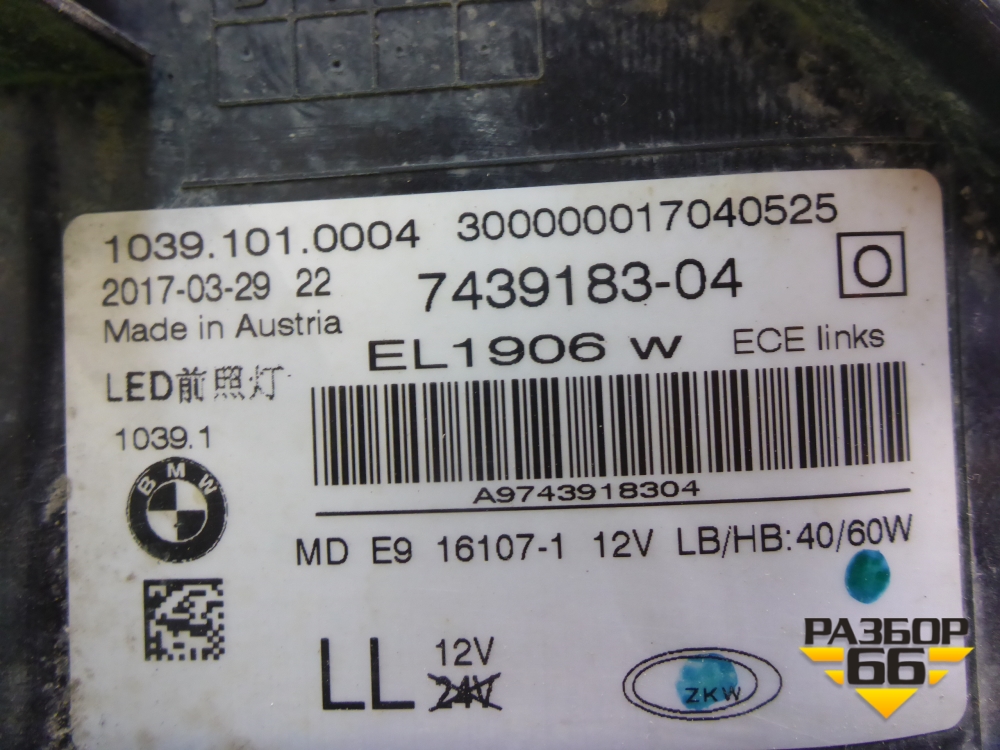 1039.101.0004 300000017040525
2017-03-29 22 7439183-04 O
Made in Austria
EL1906 W ECE links
LED前照灯
1039.1
BMW
A9743918304
MD E9 16107-1 12V LB/HB:40/60W
LL 12V
24V
ZKW
РАЗБОР
66